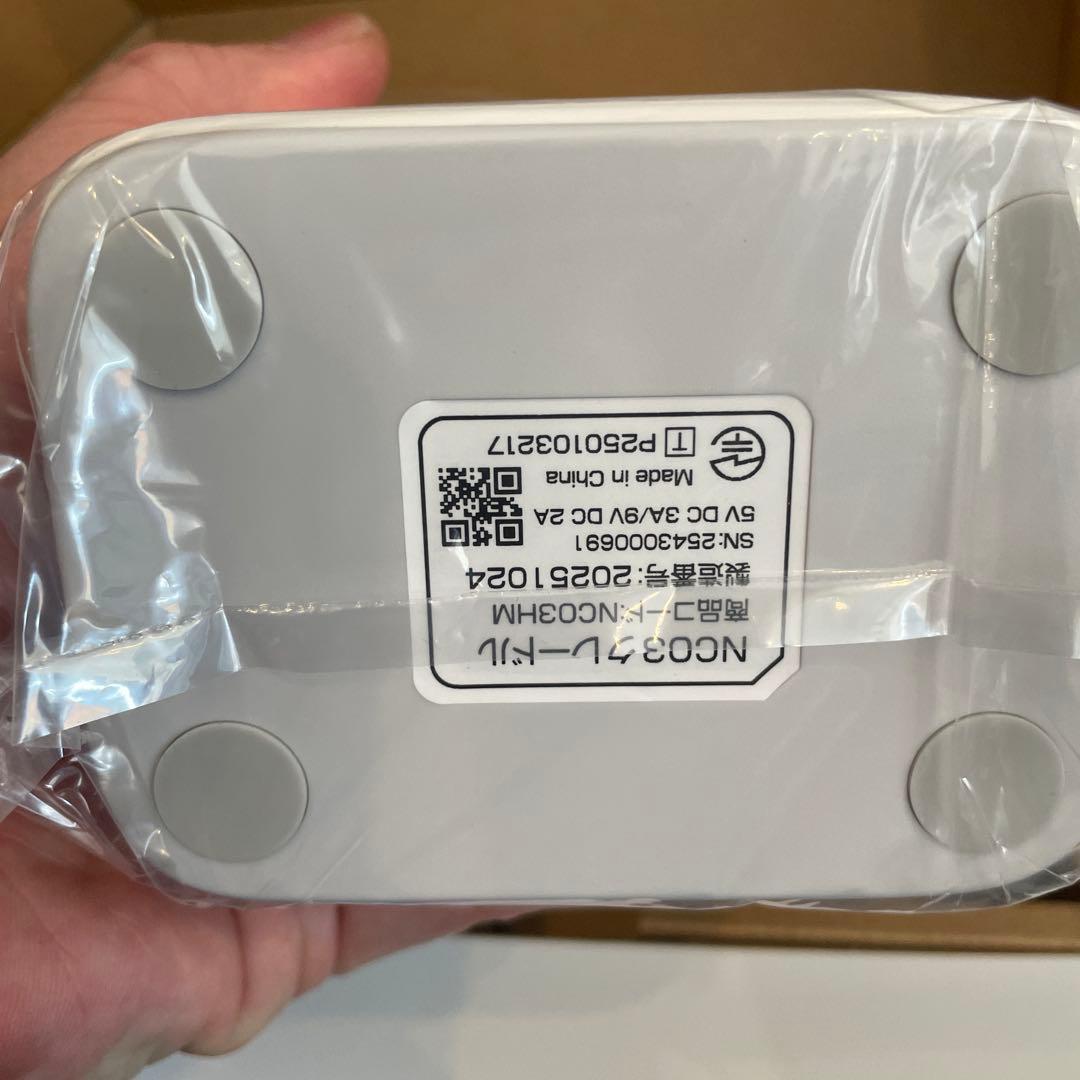 NC03クレードル
商品コード:NC03HM
製造番号:20251024
SN:2543000691
5V DC 3A/9V DC 2A
Made in China
T P250103217